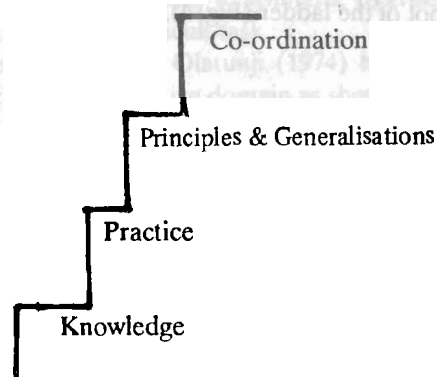 Co-ordination
Principles & Generalisations
Practice
Knowledge